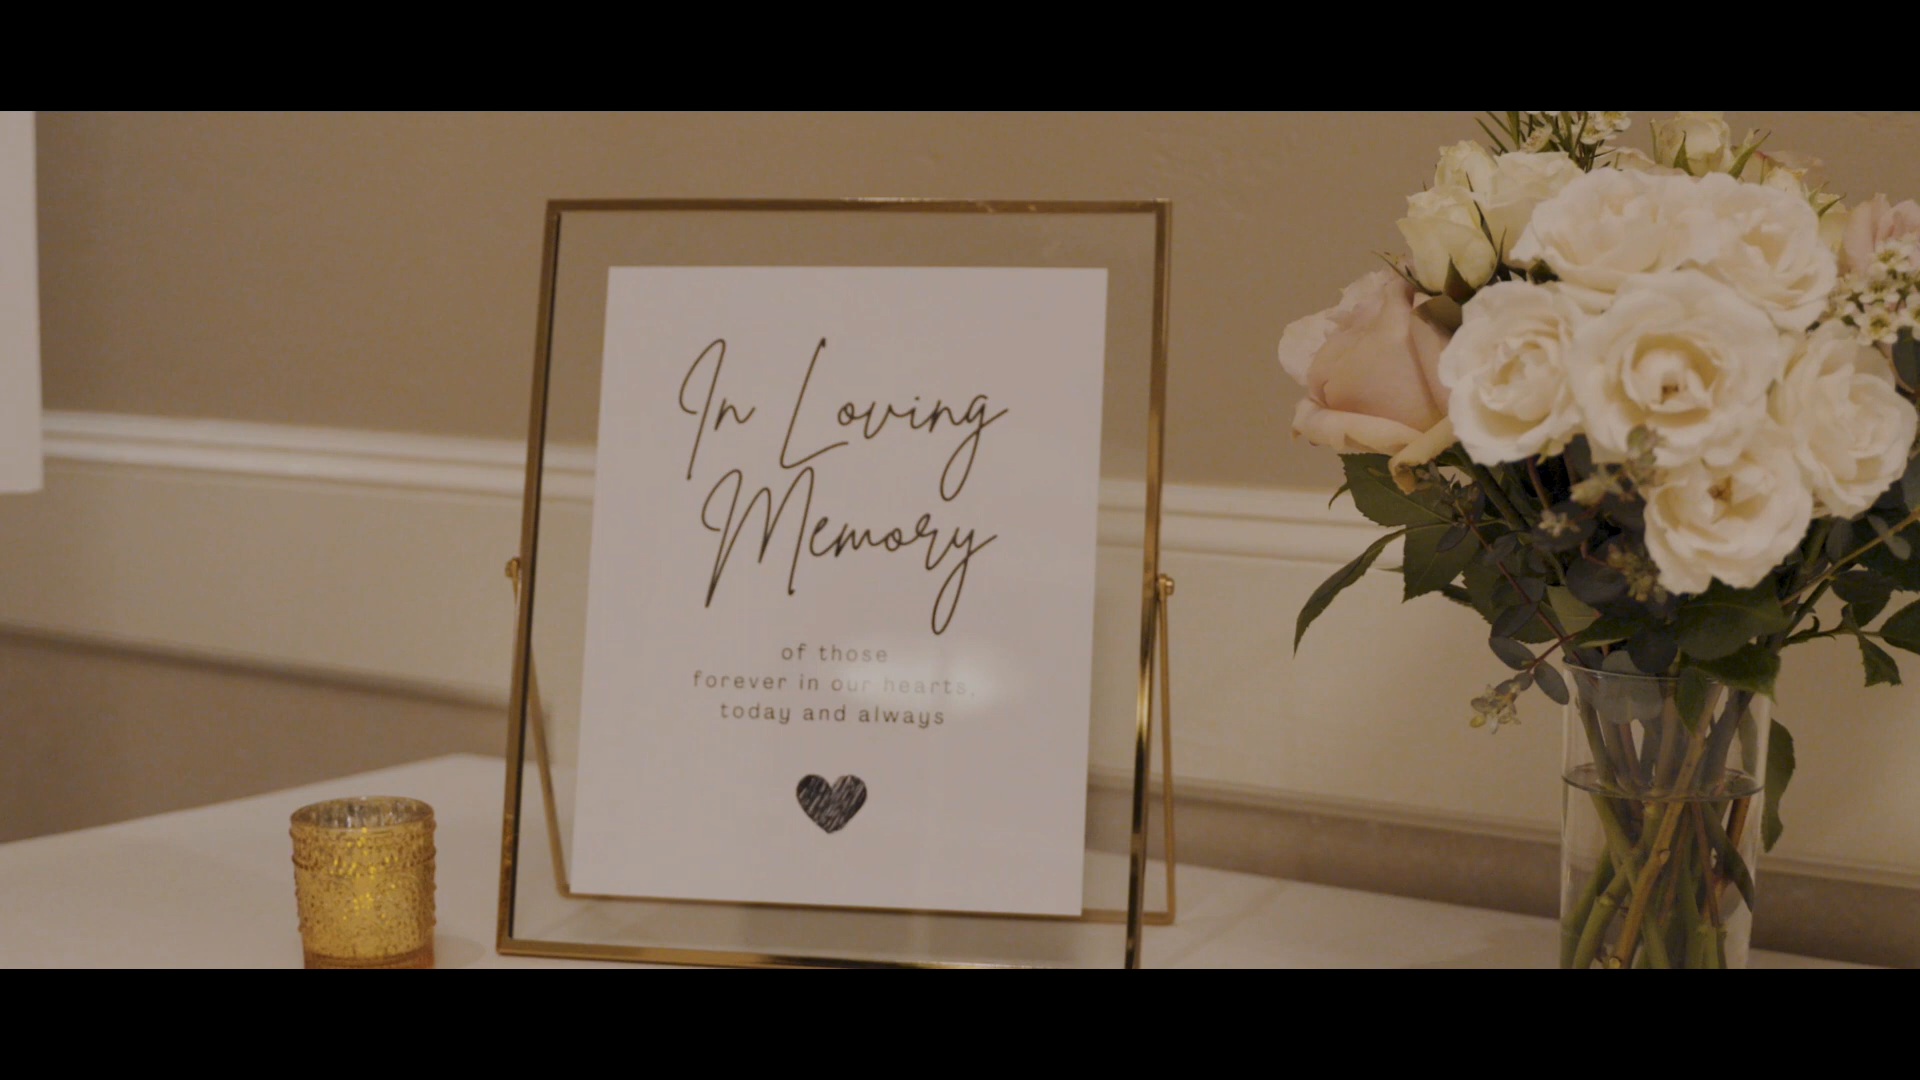 In Loving
Memory
of those
forever in our hearts,
today and always